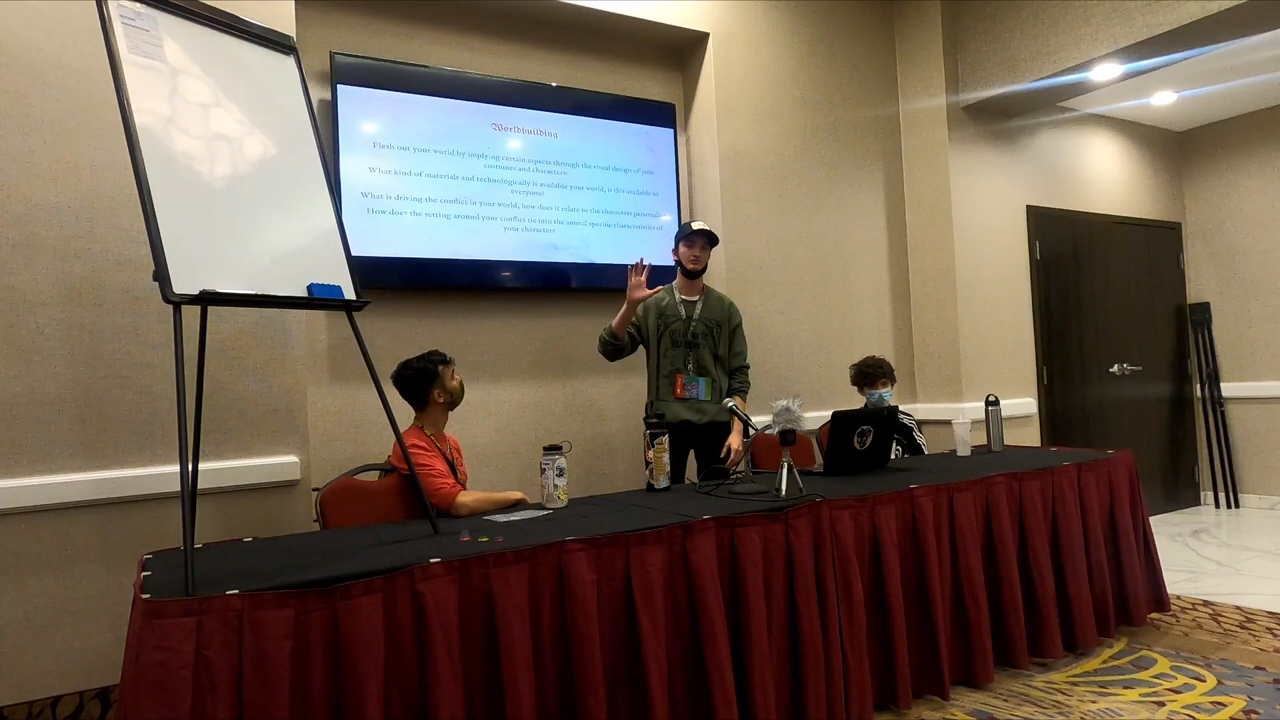 Worldbuilding
Flesh out your world by implying certain aspects through the visual design of your
costumes and characters:
What kind of materials and technologically is available your world, is this available to
everyone?
What is driving the conflict in your world, how does it relate to the characters personally
How does the setting around your conflict tie into the animal specific characteristics of
your character?